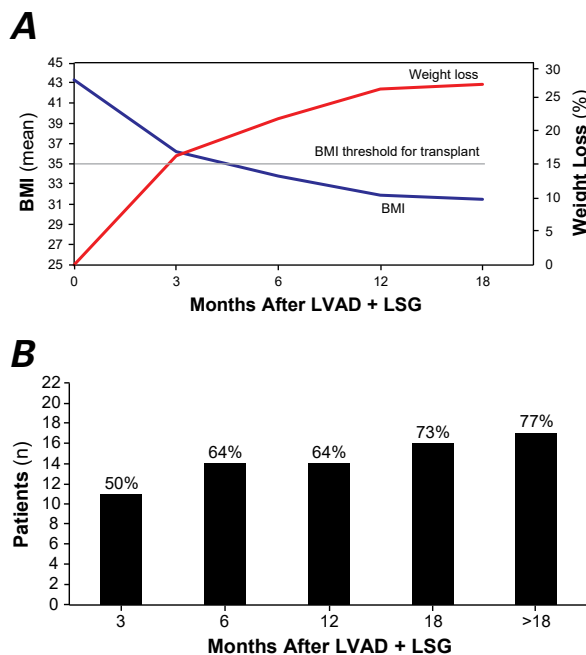 A
45
43
41
39
37
35
33
31
29
27
25
BMI (mean)
30
25
20
15
10
5
0
Weight Loss (%)
Weight loss
BMI threshold for transplant
BMI
0 3 6 12 18
Months After LVAD + LSG
B
22
20
18
16
14
12
10
8
6
4
2
0
Patients (n)
50% 64% 64% 73% 77%
3 6 12 18 >18
Months After LVAD + LSG